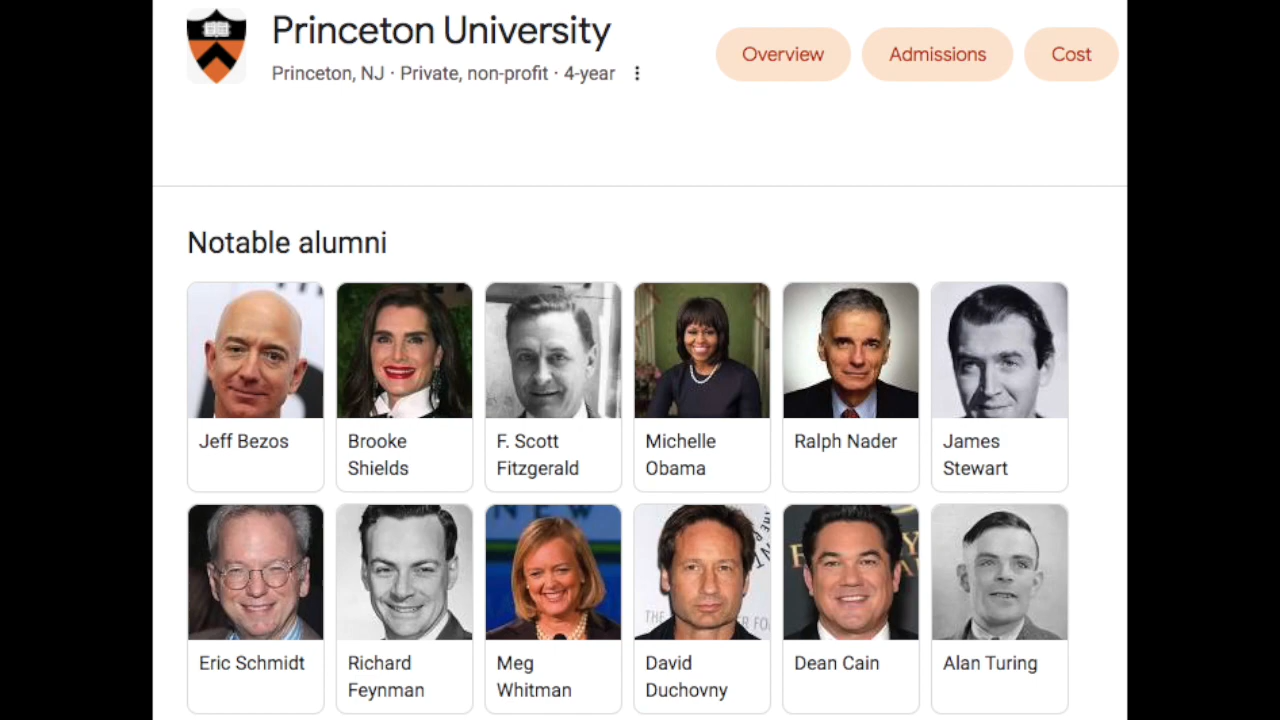 Princeton University
Princeton, NJ · Private, non-profit · 4-year
Overview
Admissions
Cost
Notable alumni
Jeff Bezos
Brooke
Shields
F. Scott
Fitzgerald
Michelle
Obama
Ralph Nader
James
Stewart
Eric Schmidt
Richard
Feynman
Meg
Whitman
David
Duchovny
Dean Cain
Alan Turing